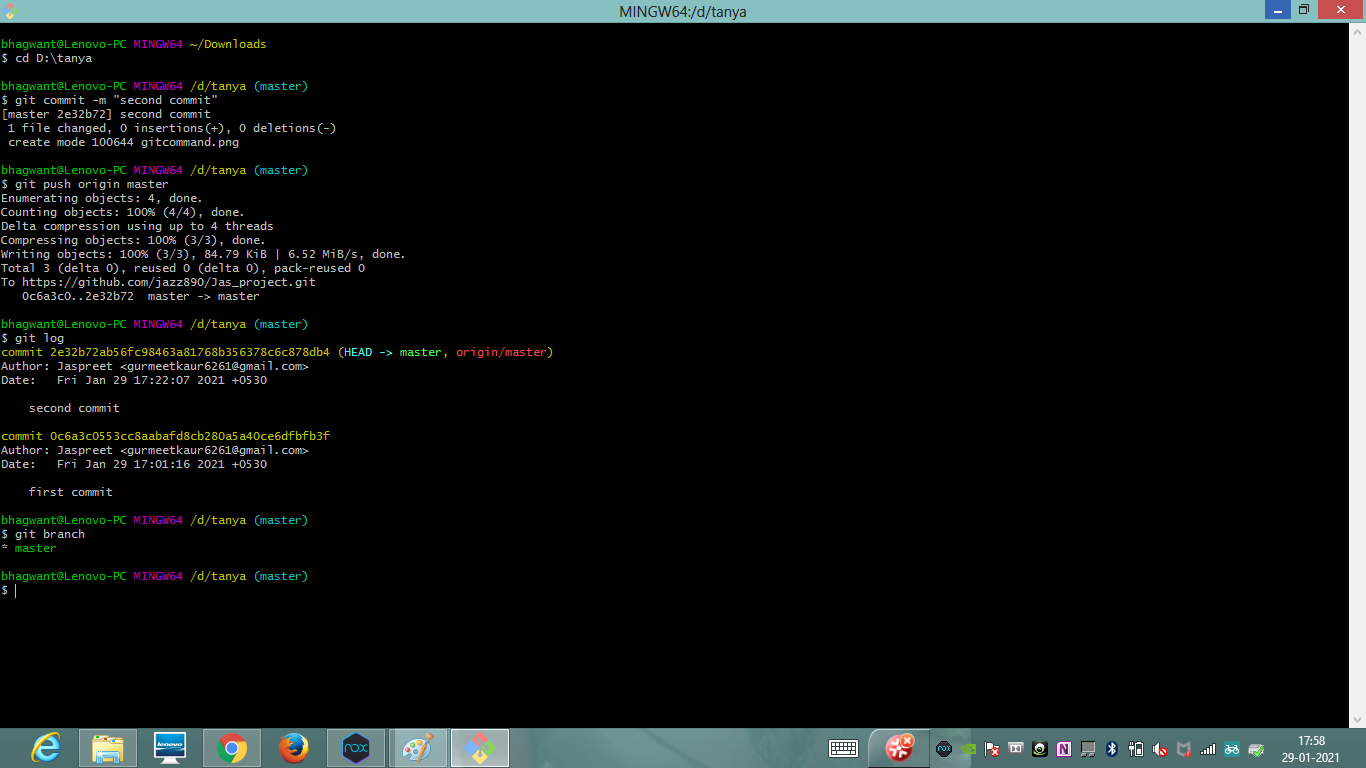 MINGW64:/d/tanya
bhagwant@Lenovo-PC MINGW64 ~/Downloads
$ cd D:\tanya
bhagwant@Lenovo-PC MINGW64 /d/tanya (master)
$ git commit -m "second commit"
[master 2e32b72] second commit
 1 file changed, 0 insertions(+), 0 deletions(-)
 create mode 100644 gitcommand.png
bhagwant@Lenovo-PC MINGW64 /d/tanya (master)
$ git push origin master
Enumerating objects: 4, done.
Counting objects: 100% (4/4), done.
Delta compression using up to 4 threads
Compressing objects: 100% (3/3), done.
Writing objects: 100% (3/3), 84.79 KiB | 6.52 MiB/s, done.
Total 3 (delta 0), reused 0 (delta 0), pack-reused 0
To https://github.com/jazz890/Jas_project.git
   0c6a3c0..2e32b72  master -> master
bhagwant@Lenovo-PC MINGW64 /d/tanya (master)
$ git log
commit 2e32b72ab56fc98463a81768b356378c6c878db4 (HEAD -> master, origin/master)
Author: Jaspreet <gurmeetkaur6261@gmail.com>
Date:   Fri Jan 29 17:22:07 2021 +0530
    second commit
commit 0c6a3c0553cc8aabafd8cb280a5a40ce6dfbfb3f
Author: Jaspreet <gurmeetkaur6261@gmail.com>
Date:   Fri Jan 29 17:01:16 2021 +0530
    first commit
bhagwant@Lenovo-PC MINGW64 /d/tanya (master)
$ git branch
* master
bhagwant@Lenovo-PC MINGW64 /d/tanya (master)
$
lenovo
nox
nox
17:58
29-01-2021